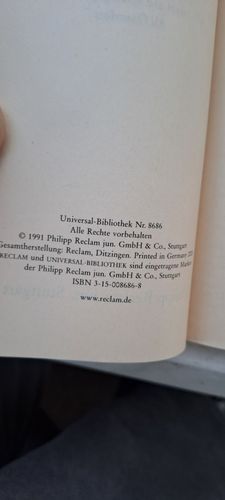 Universal-Bibliothek Nr. 8686
Alle Rechte vorbehalten
© 1991 Philipp Reclam jun. GmbH & Co., Stuttgart
Gesamtherstellung: Reclam, Ditzingen. Printed in Germany
RECLAM und UNIVERSAL-BIBLIOTHEK sind eingetragene Marken
der Philipp Reclam jun. GmbH & Co., Stuttgart
ISBN 3-15-008686-8
www.reclam.de